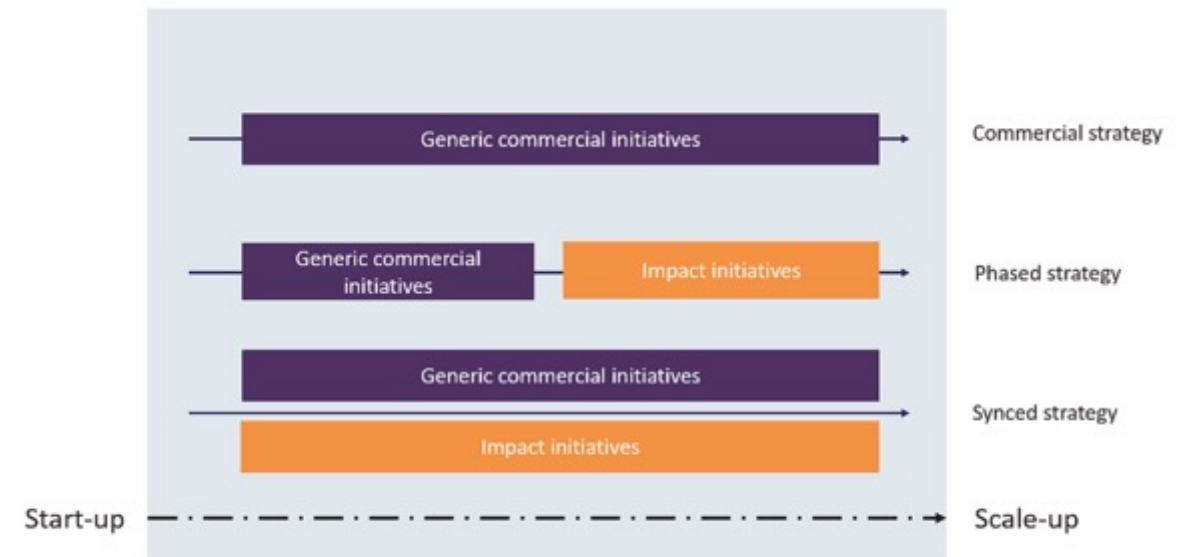 Generic commercial initiatives
Commercial strategy
Generic commercial
initiatives
Impact initiatives
Phased strategy
Generic commercial initiatives
Synced strategy
Impact initiatives
Start-up
Scale-up